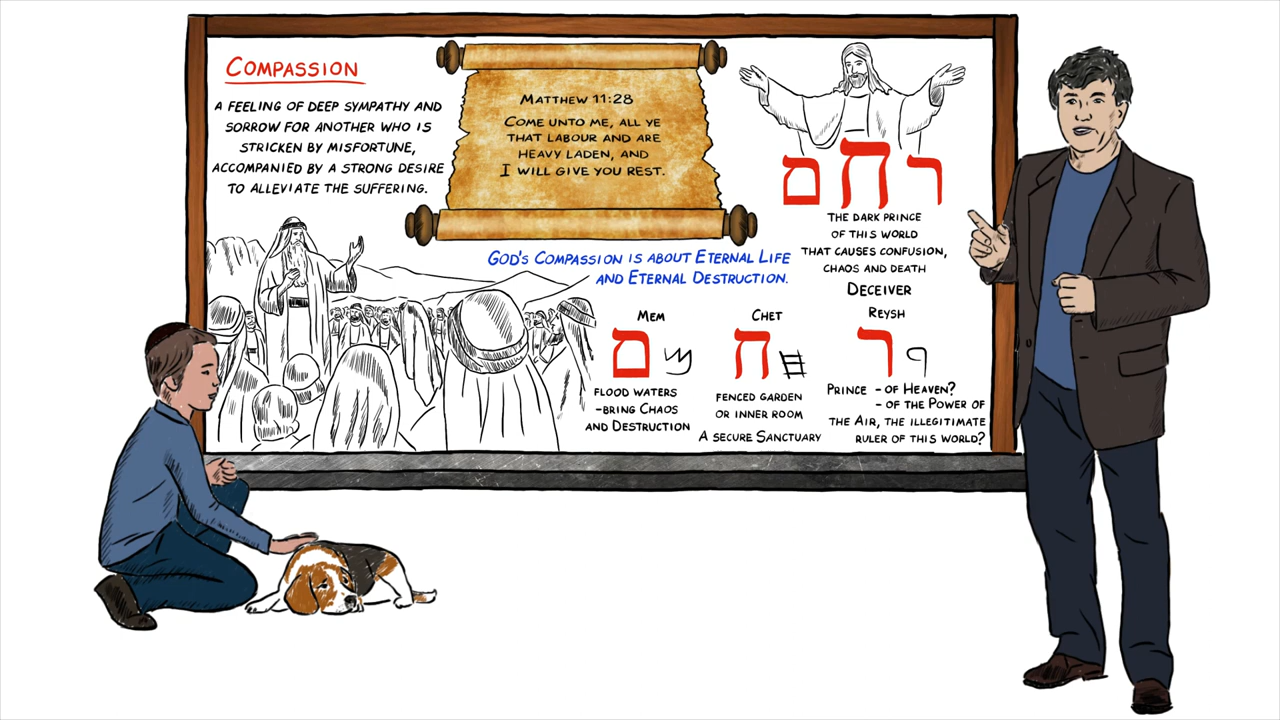 COMPASSION
A FEELING OF DEEP SYMPATHY AND
SORROW FOR ANOTHER WHO IS
STRICKEN BY MISFORTUNE,
ACCOMPANIED BY A STRONG DESIRE
TO ALLEVIATE THE SUFFERING.
MATTHEW 11:28
COME UNTO ME, ALL YE
THAT LABOUR AND ARE
HEAVY LADEN, AND
I WILL GIVE YOU REST.
רחם
THE DARK PRINCE
OF THIS WORLD
THAT CAUSES CONFUSION,
CHAOS AND DEATH
DECEIVER
GOD'S COMPASSION IS ABOUT ETERNAL LIFE
AND ETERNAL DESTRUCTION.
MEM
ם
FLOOD WATERS
-BRING CHAOS
AND DESTRUCTION
CHET
ח
FENCED GARDEN
OR INNER ROOM
A SECURE SANCTUARY
REYSH
ר
PRINCE - OF HEAVEN?
- OF THE POWER OF
THE AIR, THE ILLEGITIMATE
RULER OF THIS WORLD?